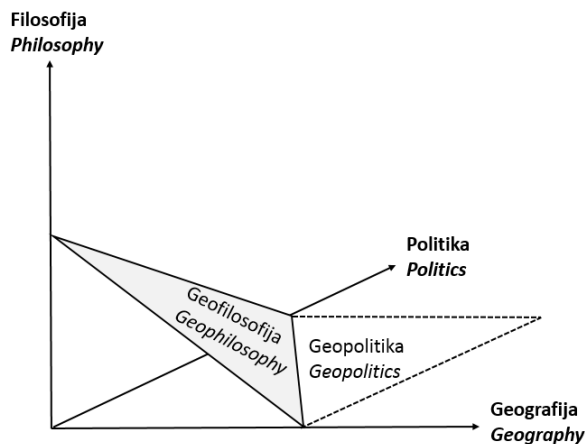 Filosofija
Philosophy
Politika
Politics
Geofilosofija
Geophilosophy
Geopolitika
Geopolitics
Geografija
Geography